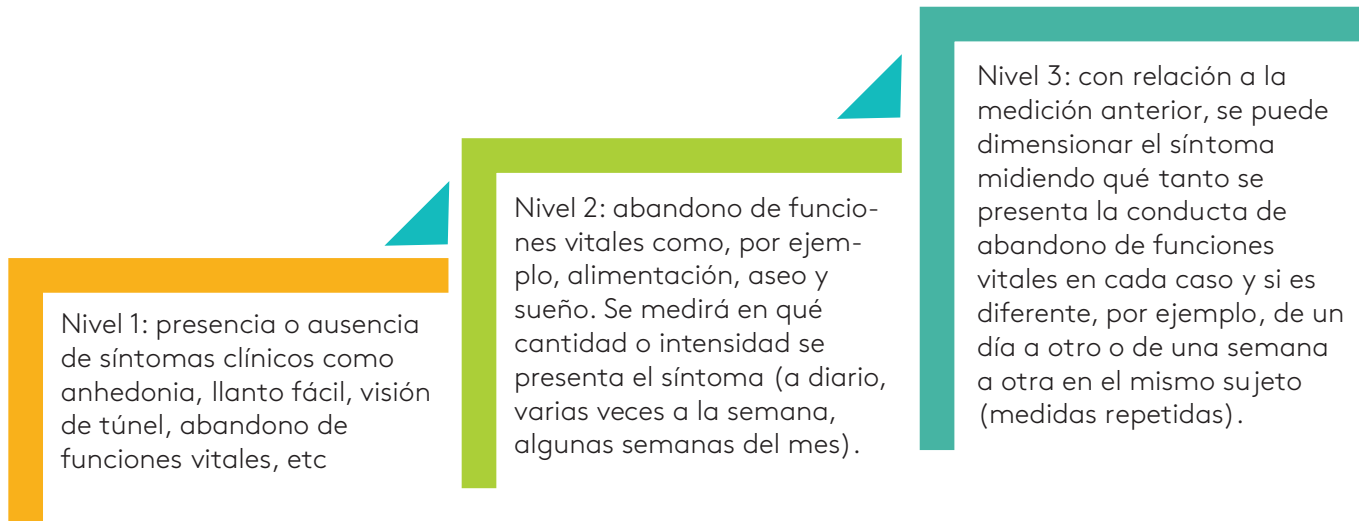 Nivel 1: presencia o ausencia
de síntomas clínicos como
anhedonia, llanto fácil, visión
de túnel, abandono de
funciones vitales, etc
Nivel 2: abandono de funcio-
nes vitales como, por ejem-
plo, alimentación, aseo y
sueño. Se medirá en qué
cantidad o intensidad se
presenta el síntoma (a diario,
varias veces a la semana,
algunas semanas del mes).
Nivel 3: con relación a la
medición anterior, se puede
dimensionar el síntoma
midiendo qué tanto se
presenta la conducta de
abandono de funciones
vitales en cada caso y si es
diferente, por ejemplo, de un
día a otro o de una semana
a otra en el mismo sujeto
(medidas repetidas).